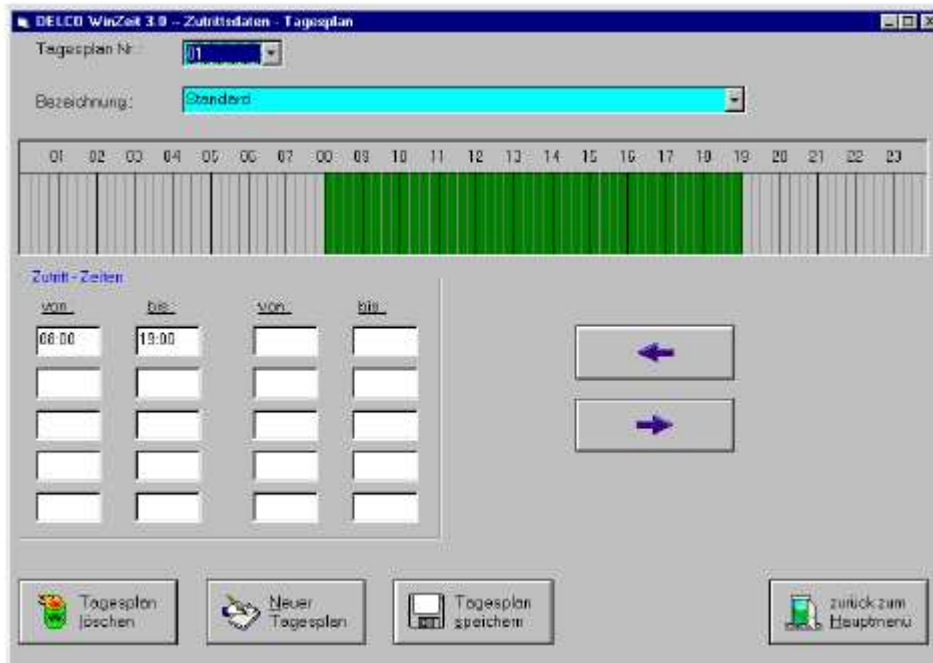 DELCO WinZeit 3.0 -- Zutrittsdaten - Tagesplan
Tagesplan Nr.: 01
Bezeichnung: Standard
01 02 03 04 05 06 07 08 09 10 11 12 13 14 15 16 17 18 19 20 21 22 23
Zutritt - Zeiten
von: bis: von: bis:
08:00 19:00
Tagesplan
löschen
Neuer
Tagesplan
Tagesplan
speichern
zurück zum
Hauptmenü